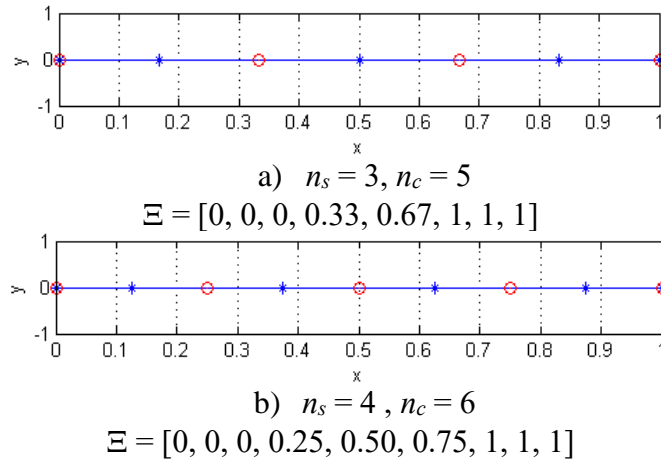 1
y
0
-1
0 0.1 0.2 0.3 0.4 0.5 0.6 0.7 0.8 0.9 1
x
a) nₛ = 3, n_c = 5
Ξ = [0, 0, 0, 0.33, 0.67, 1, 1, 1]
1
y
0
-1
0 0.1 0.2 0.3 0.4 0.5 0.6 0.7 0.8 0.9 1
x
b) nₛ = 4 , n_c = 6
Ξ = [0, 0, 0, 0.25, 0.50, 0.75, 1, 1, 1]